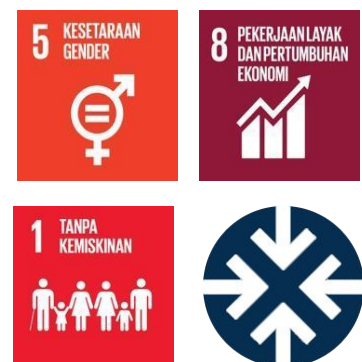 5 KESETARAAN
GENDER
8 PEKERJAAN LAYAK
DAN PERTUMBUHAN
EKONOMI
1 TANPA
KEMISKINAN